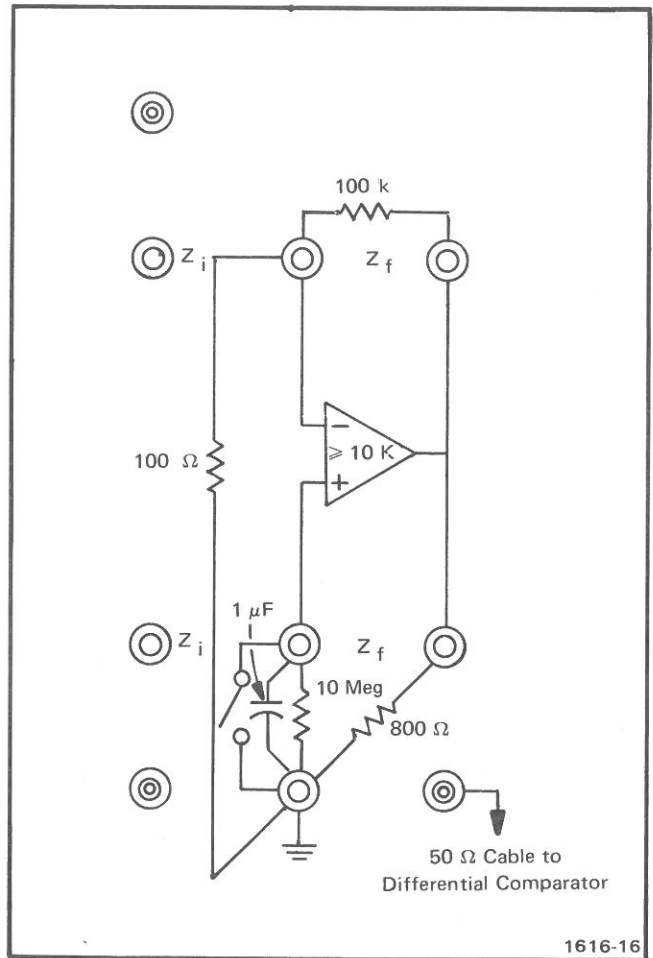 100 k
Z i
Z f
−
≥ 10 K
+
100 Ω
1 μF
Z i
Z f
10 Meg
800 Ω
50 Ω Cable to
Differential Comparator
1616-16